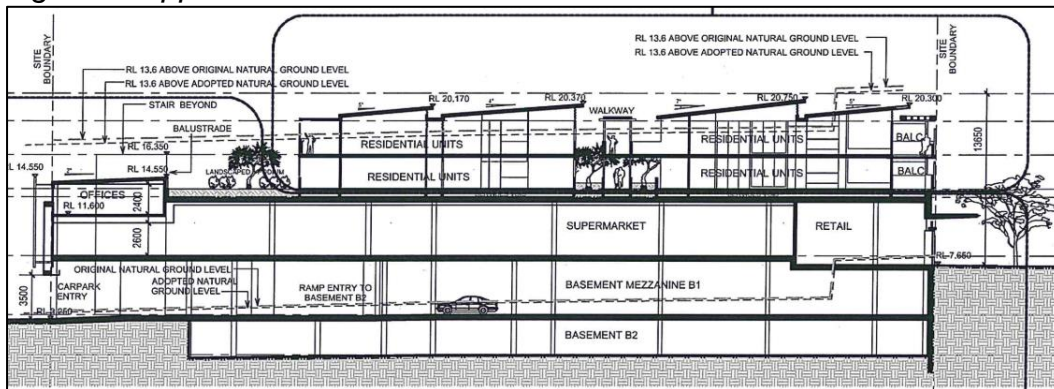 SITE
BOUNDARY
RL 13.6 ABOVE ORIGINAL NATURAL GROUND LEVEL
RL 13.6 ABOVE ADOPTED NATURAL GROUND LEVEL
SITE
BOUNDARY
RL 13.6 ABOVE ORIGINAL NATURAL GROUND LEVEL
RL 13.6 ABOVE ADOPTED NATURAL GROUND LEVEL
STAIR BEYOND
BALUSTRADE
RL 20.170
RL 20.370
WALKWAY
RL 20.750
RL 20.300
RL 16.350
RL 14.550
RL 14.550
RESIDENTIAL UNITS
RESIDENTIAL UNITS
BALC
LANDSCAPED PODIUM
RESIDENTIAL UNITS
RESIDENTIAL UNITS
BALC
13650
OFFICES
2400
RL 11.600
2600
SUPERMARKET
RETAIL
RL 7.650
ORIGINAL NATURAL GROUND LEVEL
ADOPTED NATURAL
GROUND LEVEL
3500
CARPARK
ENTRY
RAMP ENTRY TO
BASEMENT B2
BASEMENT MEZZANINE B1
BASEMENT B2